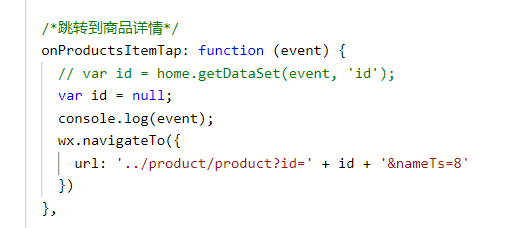 /*跳转到商品详情*/
onProductsItemTap: function (event) {
// var id = home.getDataSet(event, 'id');
var id = null;
console.log(event);
wx.navigateTo({
url: '../product/product?id=' + id + '&nameTs=8'
})
},